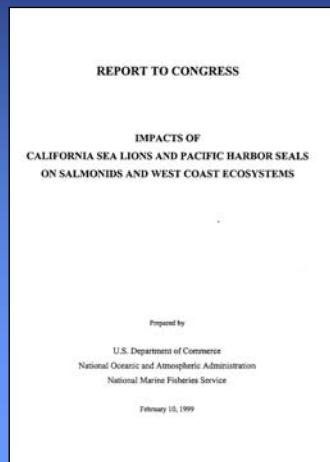 REPORT TO CONGRESS
IMPACTS OF
CALIFORNIA SEA LIONS AND PACIFIC HARBOR SEALS
ON SALMONIDS AND WEST COAST ECOSYSTEMS
Prepared by
U.S. Department of Commerce
National Oceanic and Atmospheric Administration
National Marine Fisheries Service
February 10, 1999